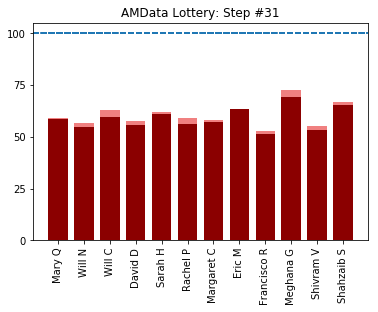 AMData Lottery: Step #31
100
75
50
25
0
Mary Q
Will N
Will C
David D
Sarah H
Rachel P
Margaret C
Eric M
Francisco R
Meghana G
Shivram V
Shahzaib S